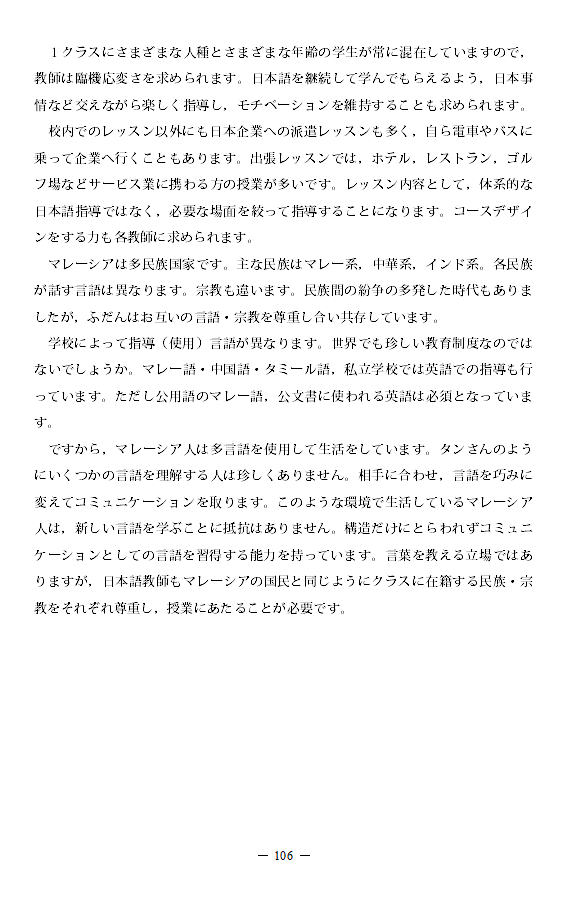 1クラスにさまざまな人種とさまざまな年齢の学生が常に混在していますので，
教師は臨機応変さを求められます。日本語を継続して学んでもらえるよう，日本事
情など交えながら楽しく指導し，モチベーションを維持することも求められます。
　校内でのレッスン以外にも日本企業への派遣レッスンも多く，自ら電車やバスに
乗って企業へ行くこともあります。出張レッスンでは，ホテル，レストラン，ゴル
フ場などサービス業に携わる方の授業が多いです。レッスン内容として，体系的な
日本語指導ではなく，必要な場面を絞って指導することになります。コースデザイ
ンをする力も各教師に求められます。
　マレーシアは多民族国家です。主な民族はマレー系，中華系，インド系。各民族
が話す言語は異なります。宗教も違います。民族間の紛争の多発した時代もありま
したが，ふだんはお互いの言語・宗教を尊重し合い共存しています。
　学校によって指導（使用）言語が異なります。世界でも珍しい教育制度なのでは
ないでしょうか。マレー語・中国語・タミール語，私立学校では英語での指導も行
っています。ただし公用語のマレー語，公文書に使われる英語は必須となっていま
す。
　ですから，マレーシア人は多言語を使用して生活をしています。タンさんのよう
にいくつかの言語を理解する人は珍しくありません。相手に合わせ，言語を巧みに
変えてコミュニケーションを取ります。このような環境で生活しているマレーシア
人は，新しい言語を学ぶことに抵抗はありません。構造だけにとらわれずコミュニ
ケーションとしての言語を習得する能力を持っています。言葉を教える立場ではあ
りますが，日本語教師もマレーシアの国民と同じようにクラスに在籍する民族・宗
教をそれぞれ尊重し，授業にあたることが必要です。
― 106 ―